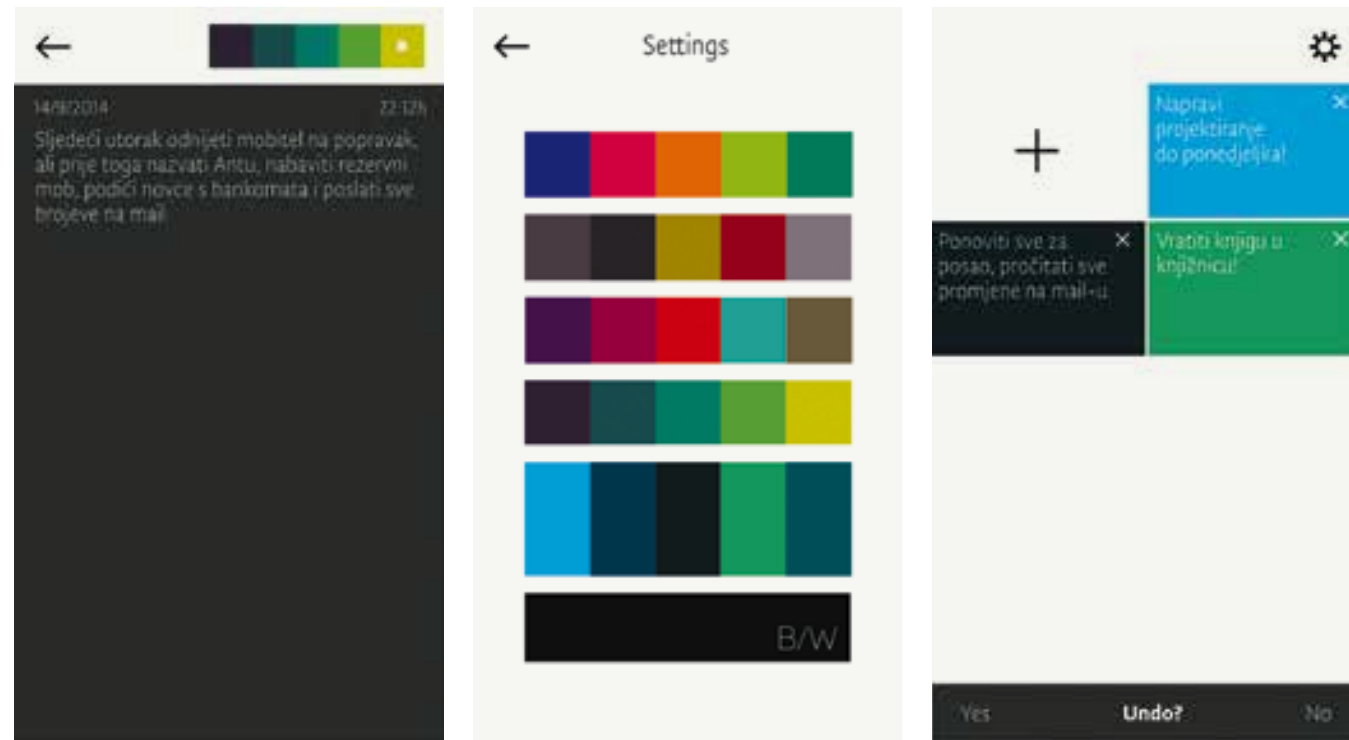 14/9/2014 22:12h
Sljedeći utorak odnijeti mobitel na popravak,
ali prije toga nazvati Antu, nabaviti rezervni
mob, podići novce s bankomata i poslati sve
brojeve na mail
Settings
B/W
Napravi
projektiranje
do ponedjeljka!
Ponoviti sve za
posao, pročitati sve
promjene na mail-u
Vratiti knjigu u
knjižnicu!
Yes Undo? No